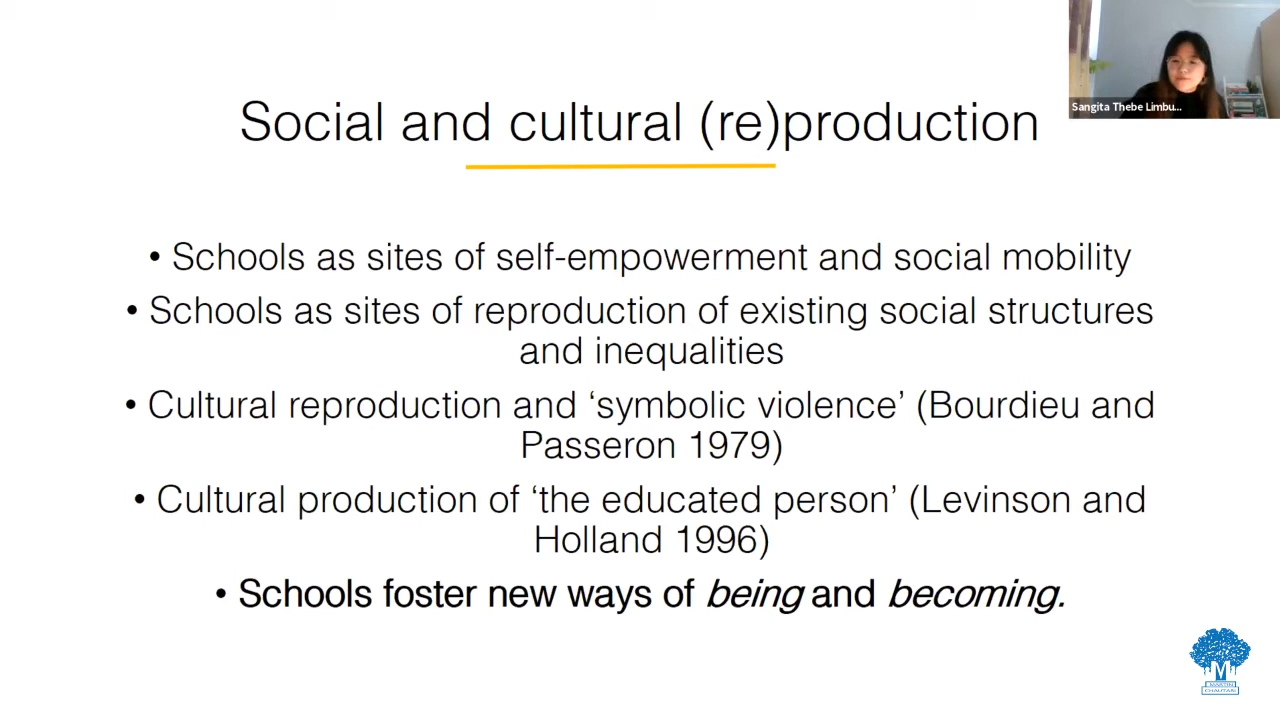 Sangita Thebe Limbu...
Social and cultural (re)production
• Schools as sites of self-empowerment and social mobility
• Schools as sites of reproduction of existing social structures
and inequalities
• Cultural reproduction and ‘symbolic violence’ (Bourdieu and
Passeron 1979)
• Cultural production of ‘the educated person’ (Levinson and
Holland 1996)
• Schools foster new ways of being and becoming.
M
MARTIN
CHAUTARI